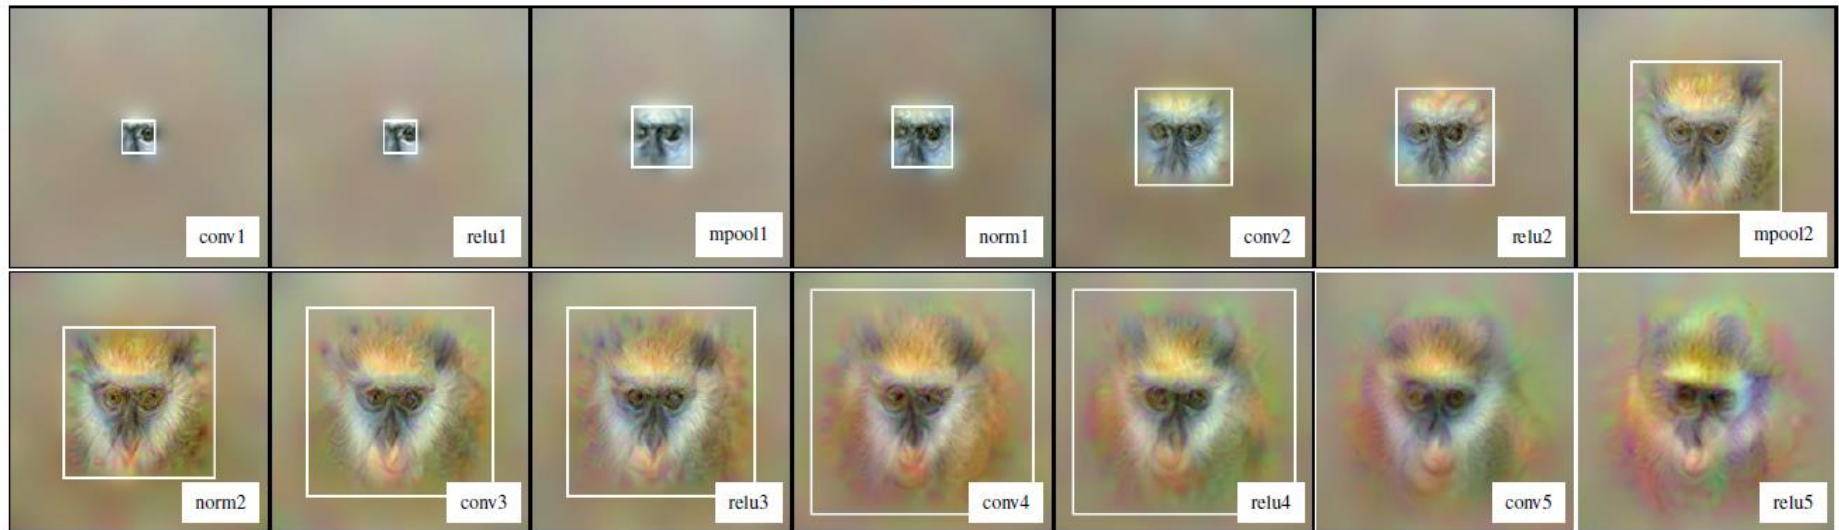 conv1
relu1
mpool1
norm1
conv2
relu2
mpool2
norm2
conv3
relu3
conv4
relu4
conv5
relu5